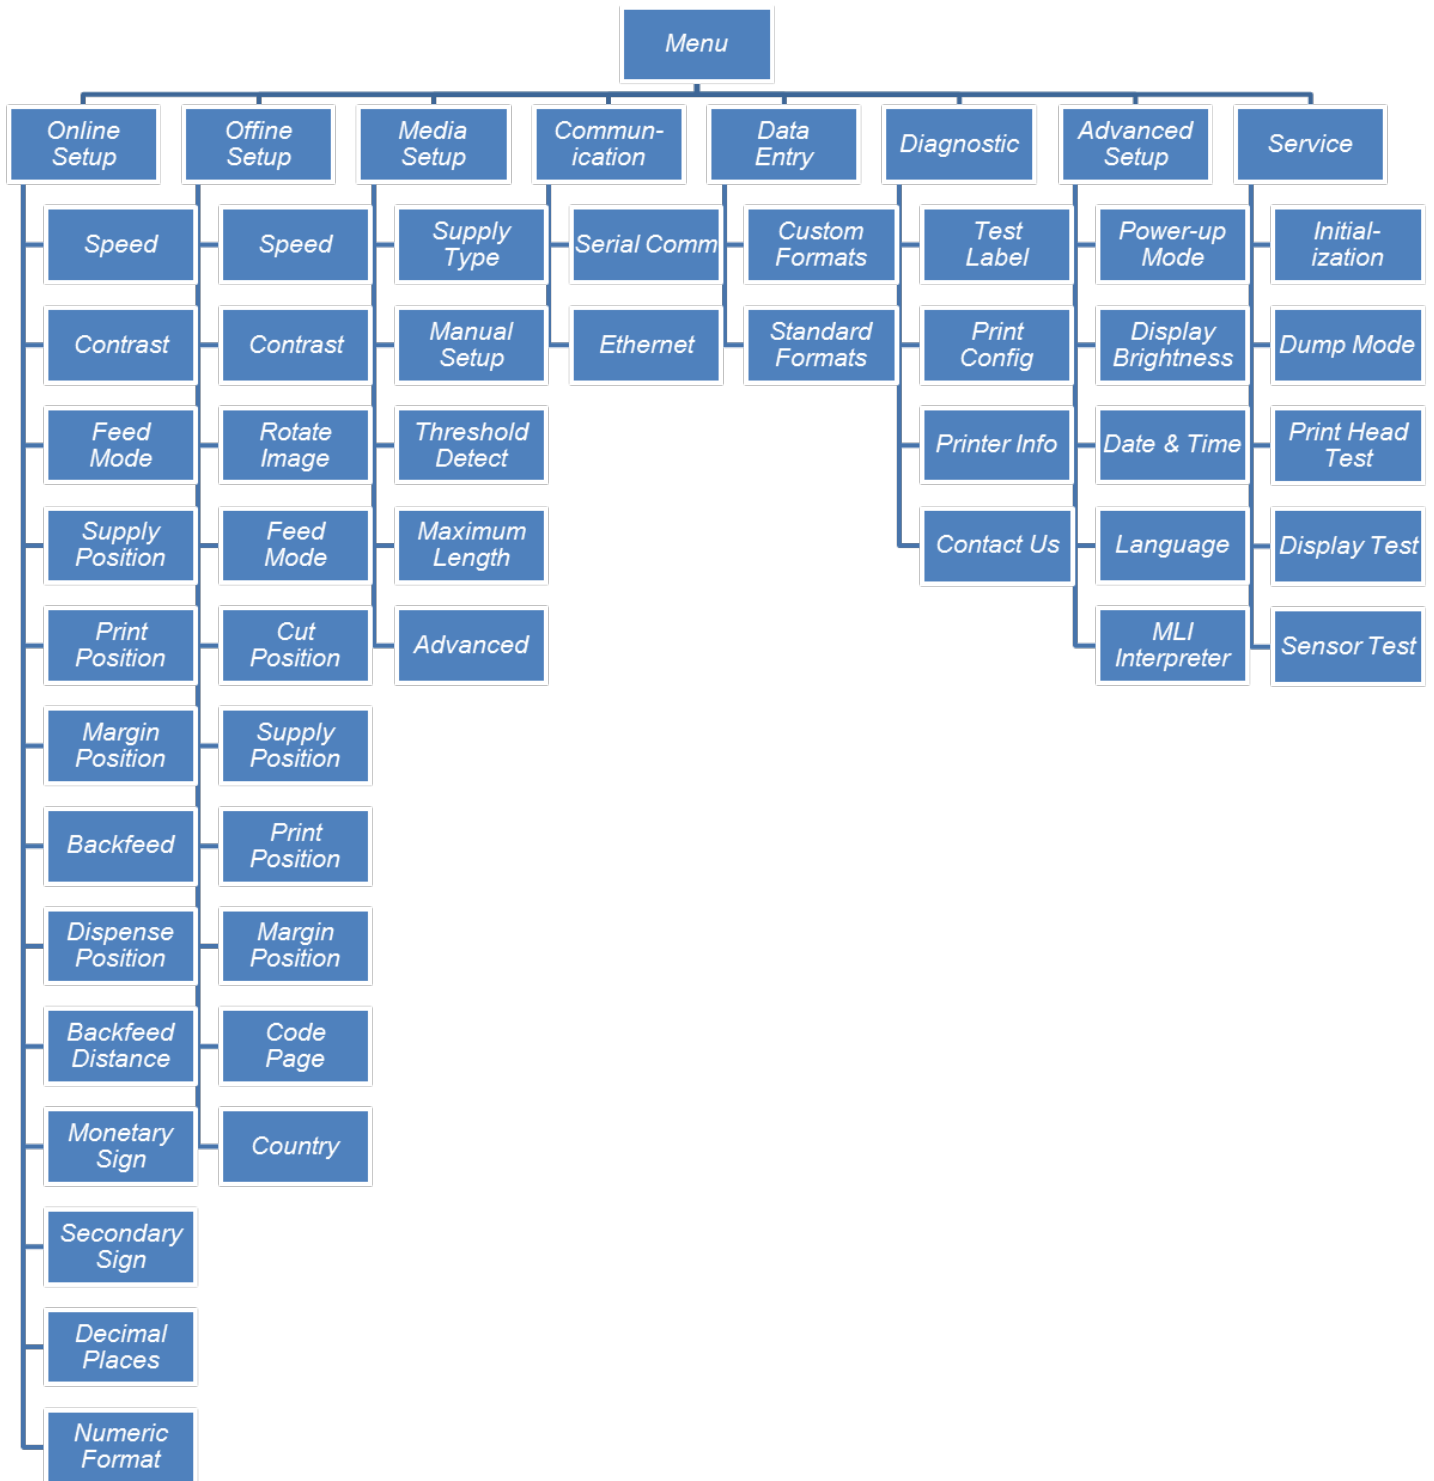 Menu
Online
Setup
Offine
Setup
Media
Setup
Commun-
ication
Data
Entry
Diagnostic
Advanced
Setup
Service
Speed
Contrast
Feed
Mode
Supply
Position
Print
Position
Margin
Position
Backfeed
Dispense
Position
Backfeed
Distance
Monetary
Sign
Secondary
Sign
Decimal
Places
Numeric
Format
Speed
Contrast
Rotate
Image
Feed
Mode
Cut
Position
Supply
Position
Print
Position
Margin
Position
Code
Page
Country
Supply
Type
Manual
Setup
Threshold
Detect
Maximum
Length
Advanced
Serial Comm
Ethernet
Custom
Formats
Standard
Formats
Test
Label
Print
Config
Printer Info
Contact Us
Power-up
Mode
Display
Brightness
Date & Time
Language
MLI
Interpreter
Initial-
ization
Dump Mode
Print Head
Test
Display Test
Sensor Test